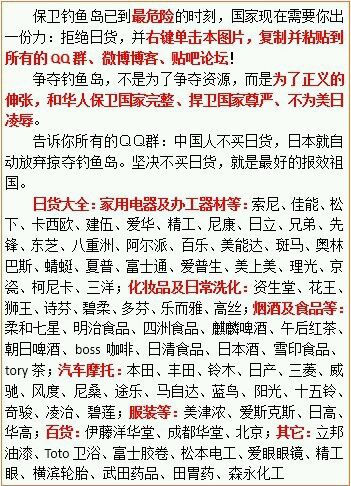 保卫钓鱼岛已到最危险的时刻，国家现在需要你出
一份力：拒绝日货，并右键单击本图片，复制并粘贴到
所有的QQ群、微博博客、贴吧论坛！
争夺钓鱼岛，不是为了争夺资源，而是为了正义的
伸张，和华人保卫国家完整、捍卫国家尊严、不为美日
凌辱。
告诉你所有的QQ群：中国人不买日货，日本就自
动放弃掠夺钓鱼岛。坚决不买日货，就是最好的报效祖
国。
日货大全：家用电器及办工器材等：索尼、佳能、松
下、卡西欧、建伍、爱华、精工、尼康、日立、兄弟、先
锋、东芝、八重洲、阿尔派、百乐、美能达、斑马、奥林
巴斯、蜻蜓、夏普、富士通、爱普生、美上美、理光、京
瓷、柯尼卡、三洋；化妆品及日常洗化：资生堂、花王、
狮王、诗芬、碧柔、多芬、乐而雅、高丝；烟酒及食品等：
柔和七星、明治食品、四洲食品、麒麟啤酒、午后红茶、
朝日啤酒、boss 咖啡、日清食品、日本酒、雪印食品、
tory 茶；汽车摩托：本田、丰田、铃木、日产、三菱、威
驰、风度、尼桑、途乐、马自达、蓝鸟、阳光、十五铃、
奇骏、凌治、碧莲；服装等：美津浓、爱斯克斯、日高、
华高；百货：伊藤洋华堂、成都华堂、北京；其它：立邦
油漆、Toto 卫浴、富士胶卷、松本电工、爱眼眼镜、精工
眼、横滨轮胎、武田药品、田胃药、森永化工